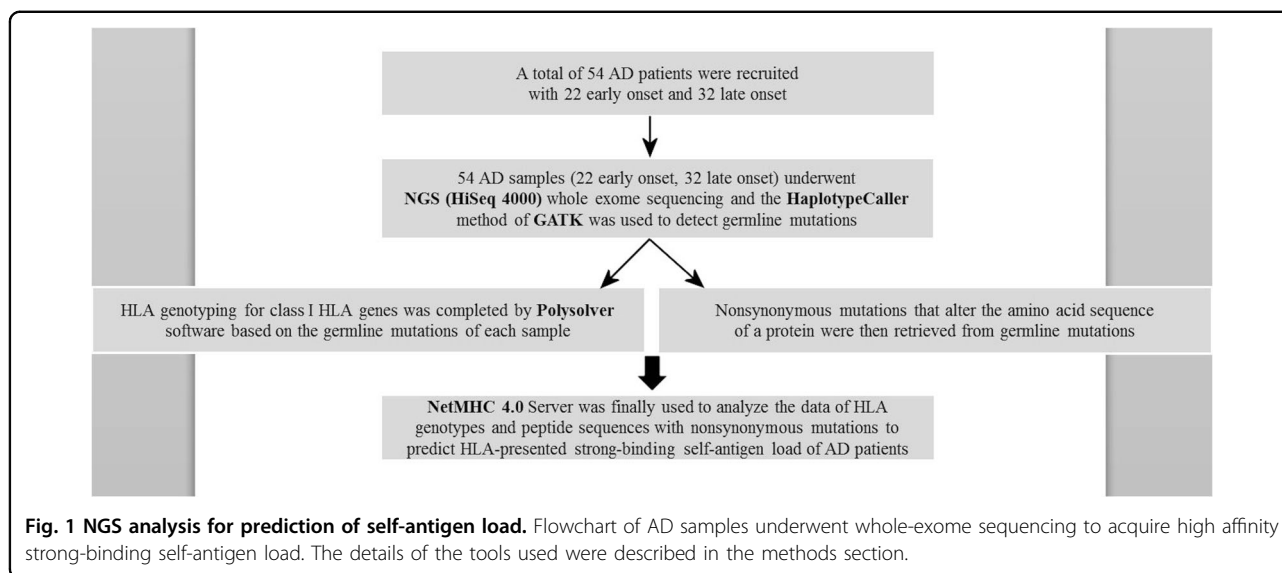 A total of 54 AD patients were recruited
with 22 early onset and 32 late onset
54 AD samples (22 early onset, 32 late onset) underwent
NGS (HiSeq 4000) whole exome sequencing and the HaplotypeCaller
method of GATK was used to detect germline mutations
HLA genotyping for class I HLA genes was completed by Polysolver
software based on the germline mutations of each sample
Nonsynonymous mutations that alter the amino acid sequence
of a protein were then retrieved from germline mutations
NetMHC 4.0 Server was finally used to analyze the data of HLA
genotypes and peptide sequences with nonsynonymous mutations to
predict HLA-presented strong-binding self-antigen load of AD patients
Fig. 1 NGS analysis for prediction of self-antigen load. Flowchart of AD samples underwent whole-exome sequencing to acquire high affinity
strong-binding self-antigen load. The details of the tools used were described in the methods section.